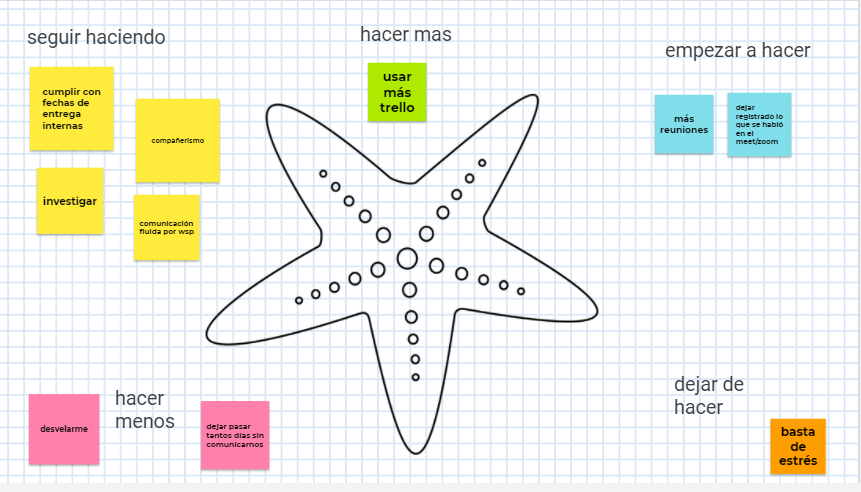 seguir haciendo
cumplir con
fechas de
entrega
internas
compañerismo
investigar
comunicación
fluida por wsp
hacer mas
usar
más
trello
empezar a hacer
más
reuniones
dejar
registrado lo
que se habló
en el
meet/zoom
hacer
menos
desvelarme
dejar pasar
tantos días sin
comunicarnos
dejar de
hacer
basta
de
estrés